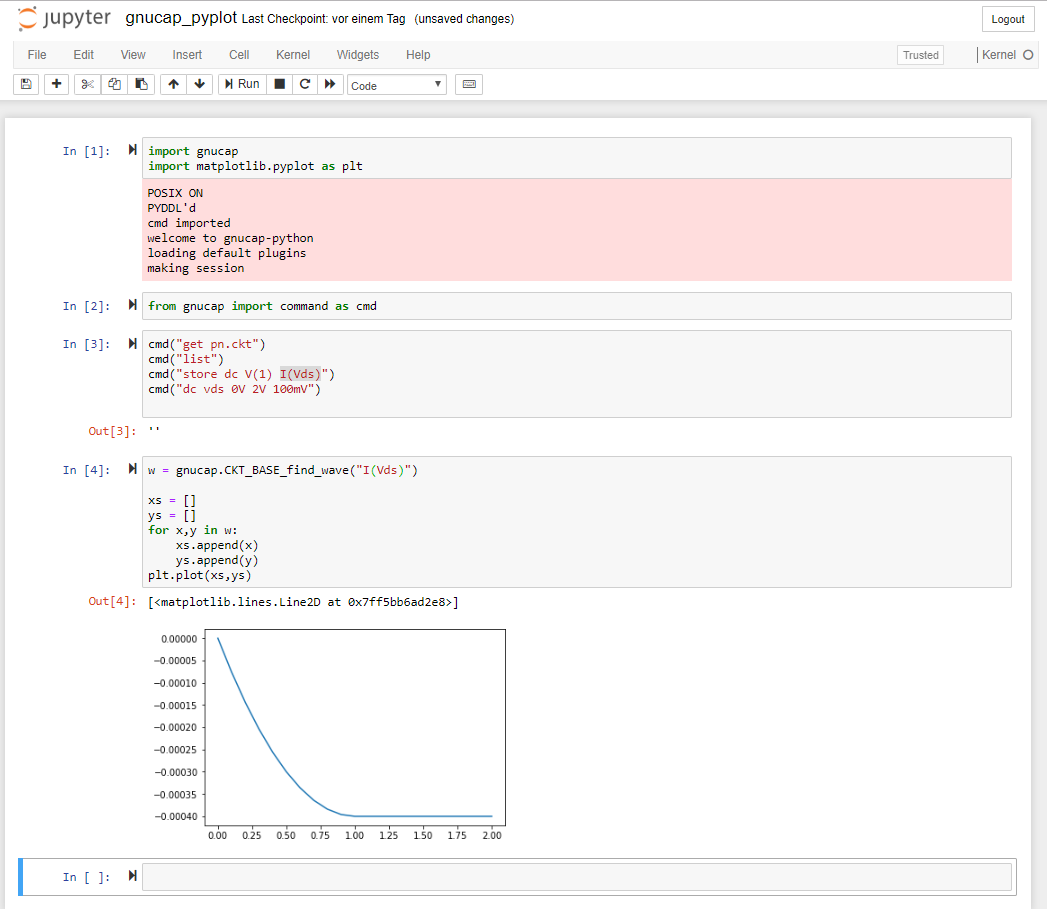 jupyter gnucap_pyplot Last Checkpoint: vor einem Tag (unsaved changes) Logout
File Edit View Insert Cell Kernel Widgets Help Trusted Kernel
Run Code
In [1]: import gnucap
import matplotlib.pyplot as plt
POSIX ON
PYDDL'd
cmd imported
welcome to gnucap-python
loading default plugins
making session
In [2]: from gnucap import command as cmd
In [3]: cmd("get pn.ckt")
cmd("list")
cmd("store dc V(1) I(Vds)")
cmd("dc vds 0V 2V 100mV")
Out[3]: ''
In [4]: w = gnucap.CKT_BASE_find_wave("I(Vds)")
xs = []
ys = []
for x,y in w:
    xs.append(x)
    ys.append(y)
plt.plot(xs,ys)
Out[4]: [<matplotlib.lines.Line2D at 0x7ff5bb6ad2e8>]
0.00000
−0.00005
−0.00010
−0.00015
−0.00020
−0.00025
−0.00030
−0.00035
−0.00040
0.00 0.25 0.50 0.75 1.00 1.25 1.50 1.75 2.00
In [ ]: